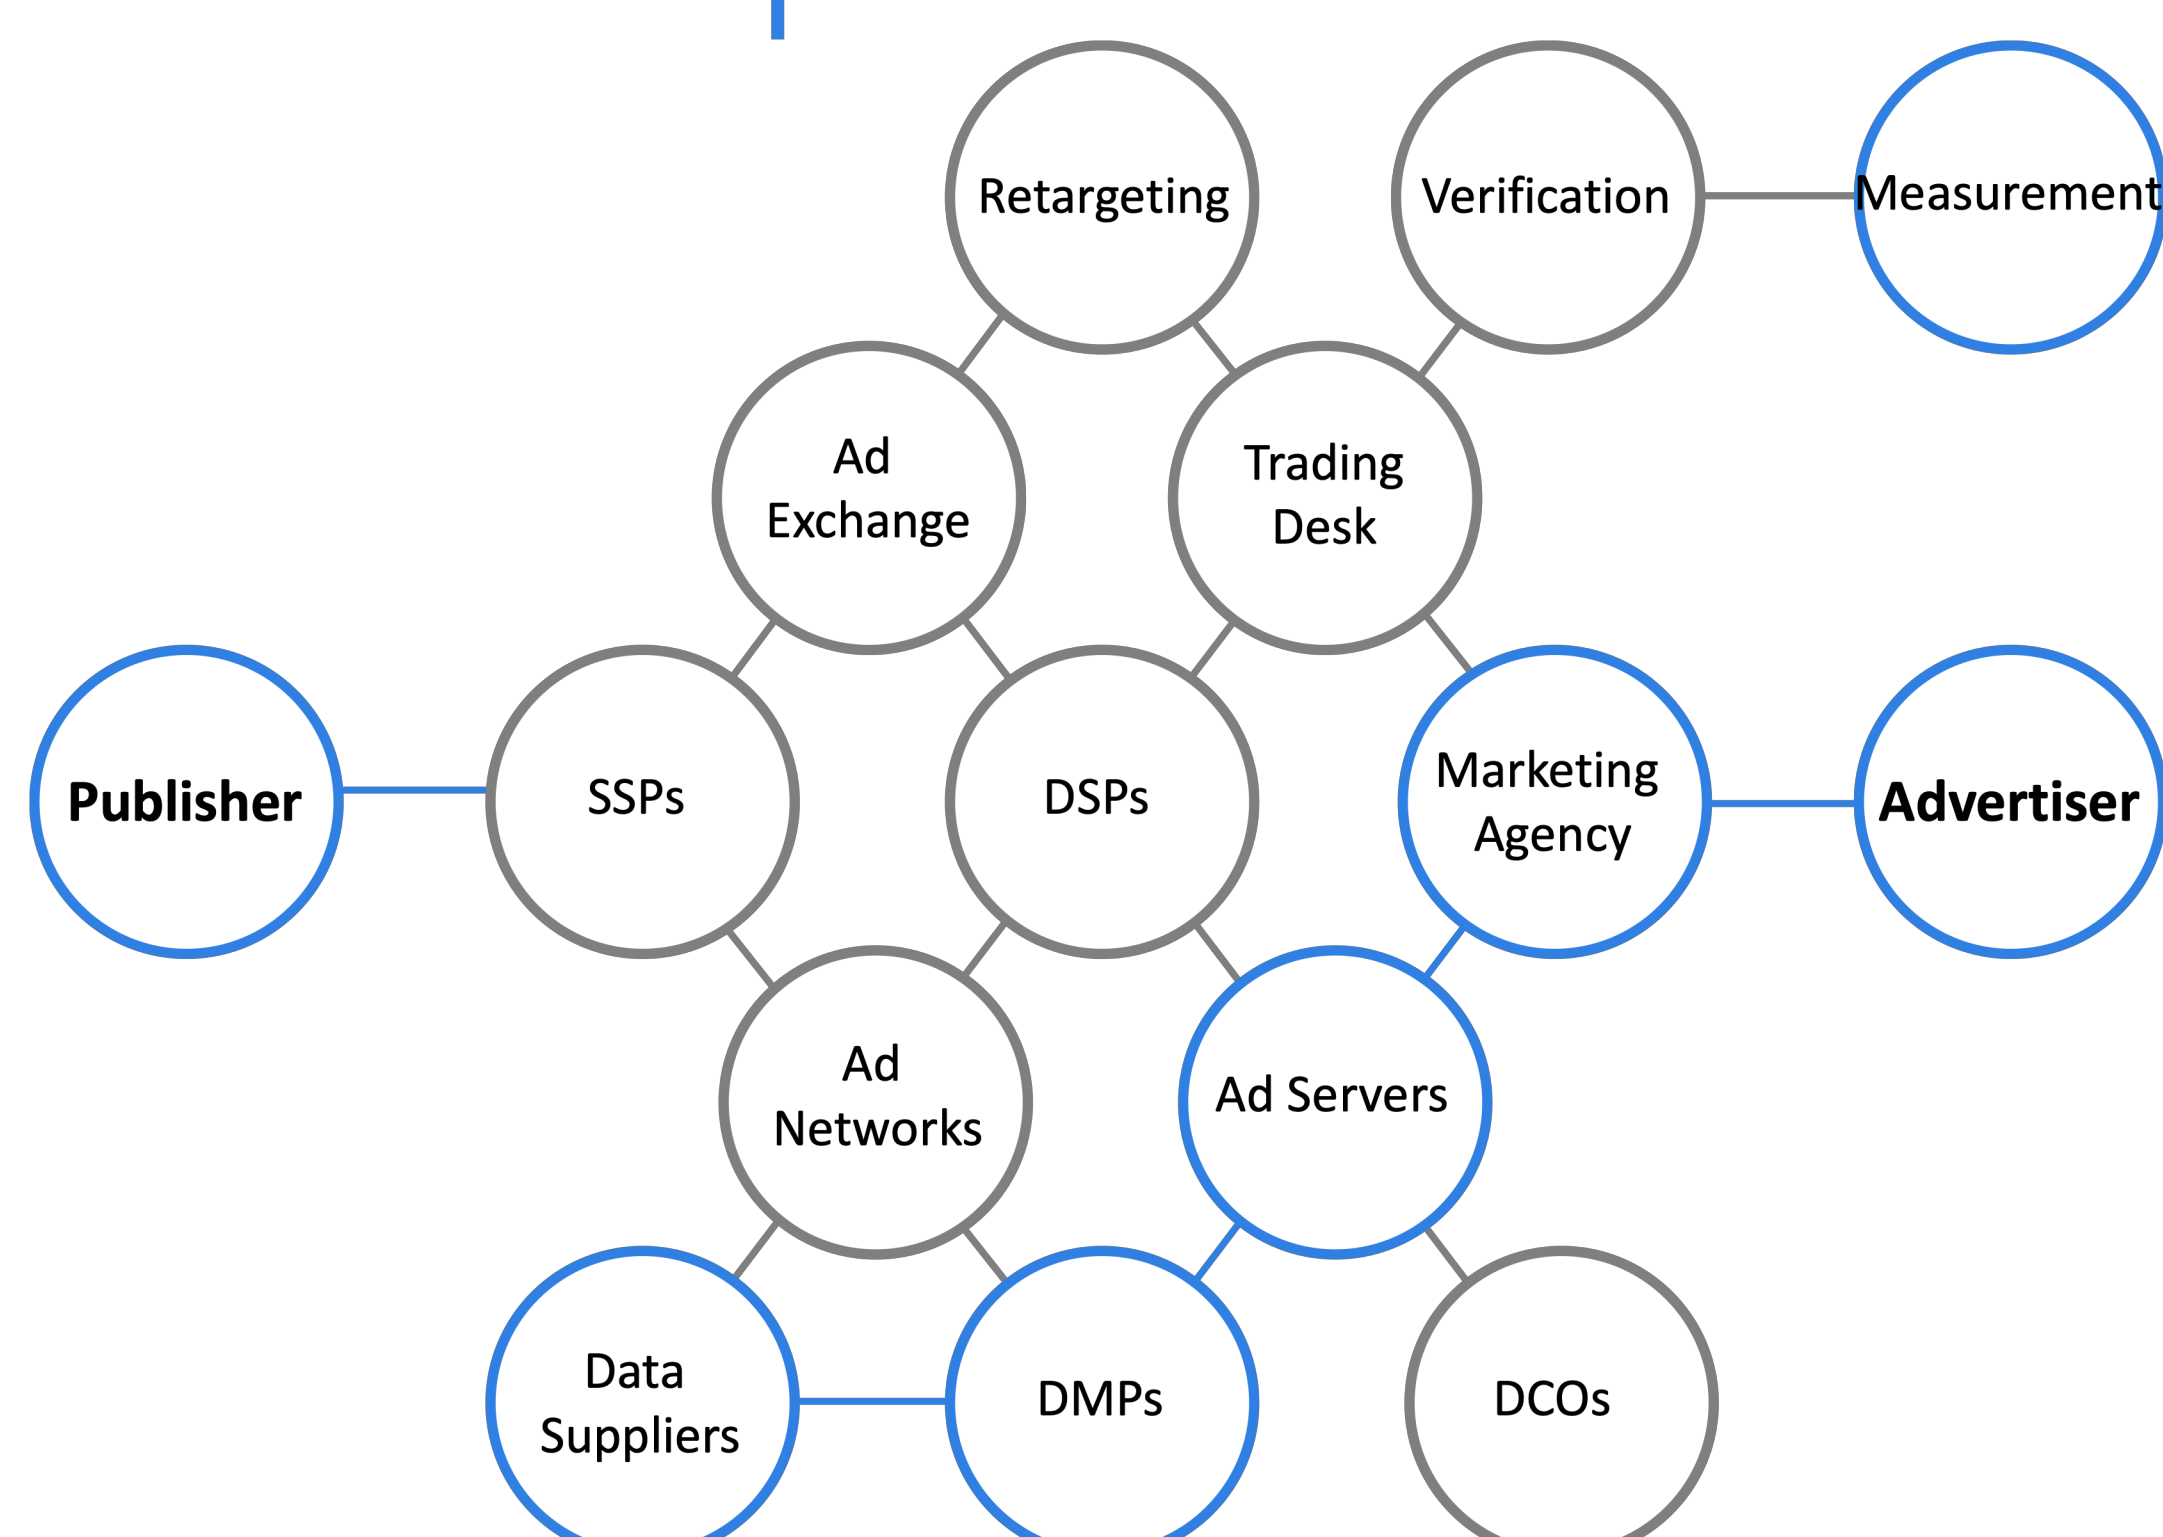 Retargeting
Verification
Measurement
Ad
Exchange
Trading
Desk
Publisher
SSPs
DSPs
Marketing
Agency
Advertiser
Ad
Networks
Ad Servers
Data
Suppliers
DMPs
DCOs